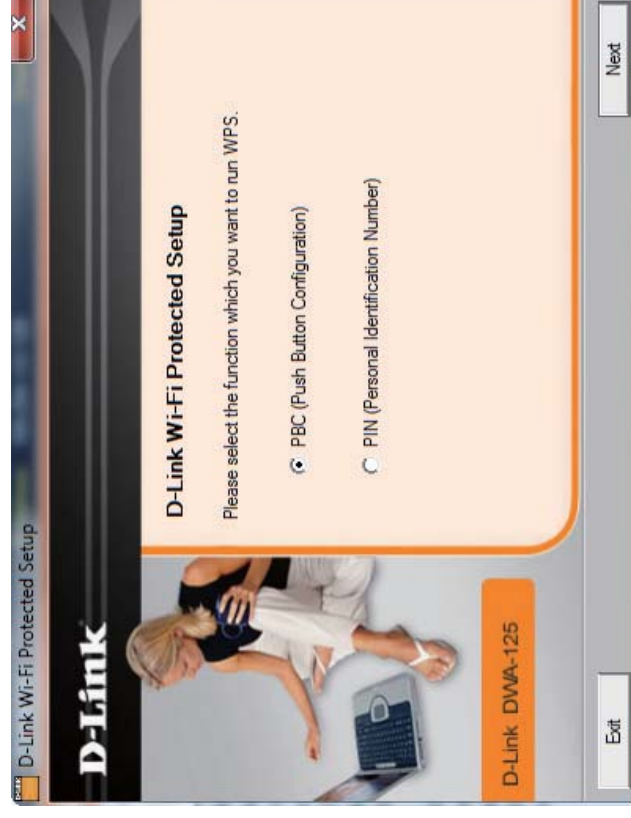 D-Link Wi-Fi Protected Setup
X
D-Link
D-Link Wi-Fi Protected Setup
Please select the function which you want to run WPS.
PBC (Push Button Configuration)
PIN (Personal Identification Number)
D-Link DWA-125
Exit
Next